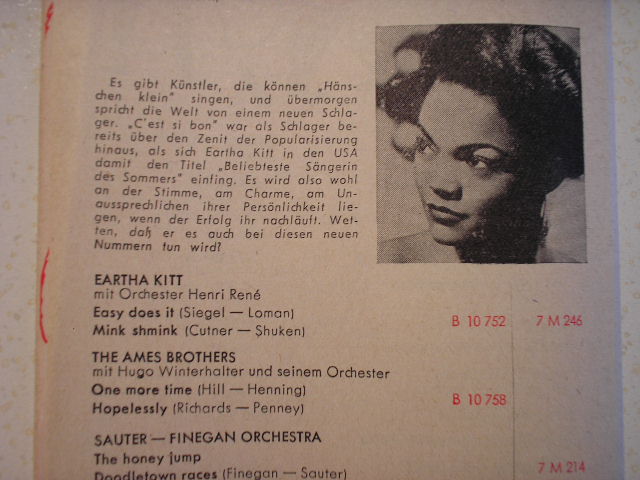 Es gibt Künstler, die können „Häns-
chen klein" singen, und übermorgen
spricht die Welt von einem neuen Schla-
ger. „C'est si bon" war als Schlager be-
reits über den Zenit der Popularisierung
hinaus, als sich Eartha Kitt in den USA
damit den Titel „Beliebteste Sängerin
des Sommers" einfing. Es wird also wohl
an der Stimme, am Charme, am Un-
aussprechlichen ihrer Persönlichkeit lie-
gen, wenn der Erfolg ihr nachläuft. Wet-
ten, daß er es auch bei diesen neuen
Nummern tun wird?
EARTHA KITT
mit Orchester Henri René
Easy does it (Siegel — Loman)
Mink shmink (Cutner — Shuken) B 10 752 7 M 246
THE AMES BROTHERS
mit Hugo Winterhalter und seinem Orchester
One more time (Hill — Henning)
Hopelessly (Richards — Penney) B 10 758
SAUTER — FINEGAN ORCHESTRA
The honey jump
Doodletown races (Finegan — Sauter) 7 M 214